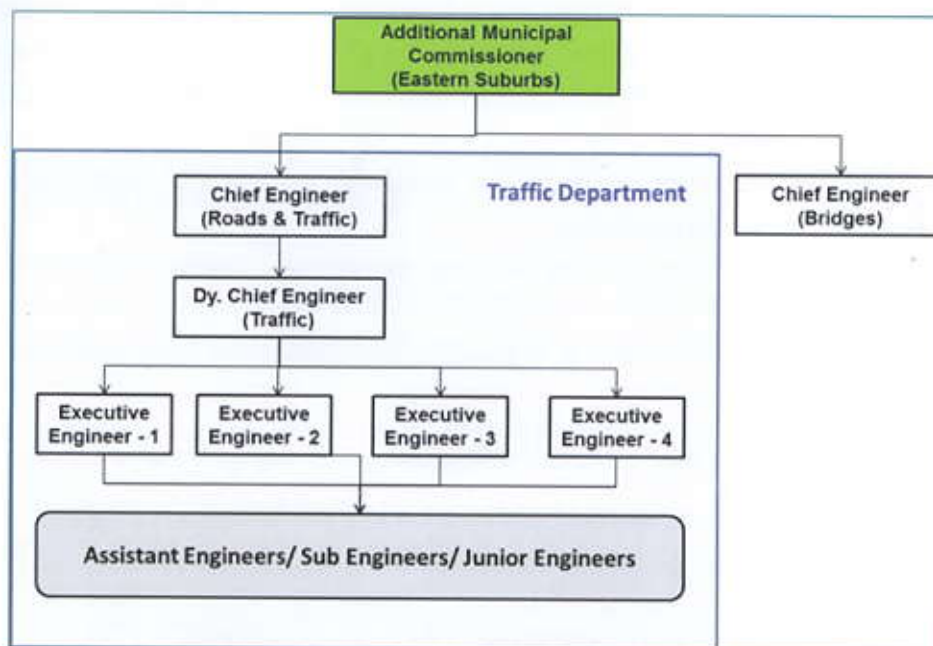 Additional Municipal
Commissioner
(Eastern Suburbs)
Traffic Department
Chief Engineer
(Roads & Traffic)
Chief Engineer
(Bridges)
Dy. Chief Engineer
(Traffic)
Executive
Engineer - 1
Executive
Engineer - 2
Executive
Engineer - 3
Executive
Engineer - 4
Assistant Engineers/ Sub Engineers/ Junior Engineers